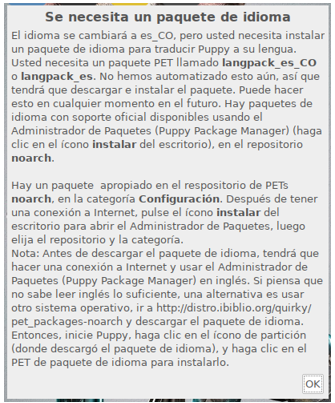 Se necesita un paquete de idioma
El idioma se cambiará a es_CO, pero usted necesita instalar
un paquete de idioma para traducir Puppy a su lengua.
Usted necesita un paquete PET llamado langpack_es_CO
o langpack_es. No hemos automatizado esto aún, así que
tendrá que descargar e instalar el paquete. Puede hacer
esto en cualquier momento en el futuro. Hay paquetes de
idioma con soporte oficial disponibles usando el
Administrador de Paquetes (Puppy Package Manager) (haga
clic en el ícono instalar del escritorio), en el repositorio
noarch.
Hay un paquete  apropiado en el respositorio de PETs
noarch, en la categoría Configuración. Después de tener
una conexión a Internet, pulse el ícono instalar del
escritorio para abrir el Administrador de Paquetes, luego
elija el repositorio y la categoría.
Nota: Antes de descargar el paquete de idioma, tendrá que
hacer una conexión a Internet y usar el Administrador de
Paquetes (Puppy Package Manager) en inglés. Si piensa que
no sabe leer inglés lo suficiente, una alternativa es usar
otro sistema operativo, ir a http://distro.ibiblio.org/quirky/
pet_packages-noarch y descargar el paquete de idioma.
Entonces, inicie Puppy, haga clic en el ícono de partición
(donde descargó el paquete de idioma), y haga clic en el
PET de paquete de idioma para instalarlo.
OK